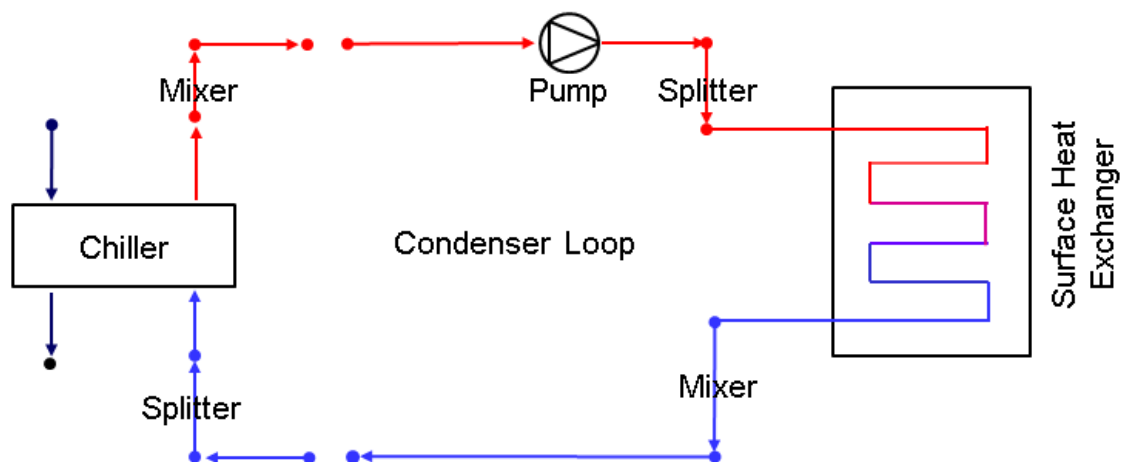 Mixer
Pump
Splitter
Surface Heat
Exchanger
Chiller
Condenser Loop
Mixer
Splitter